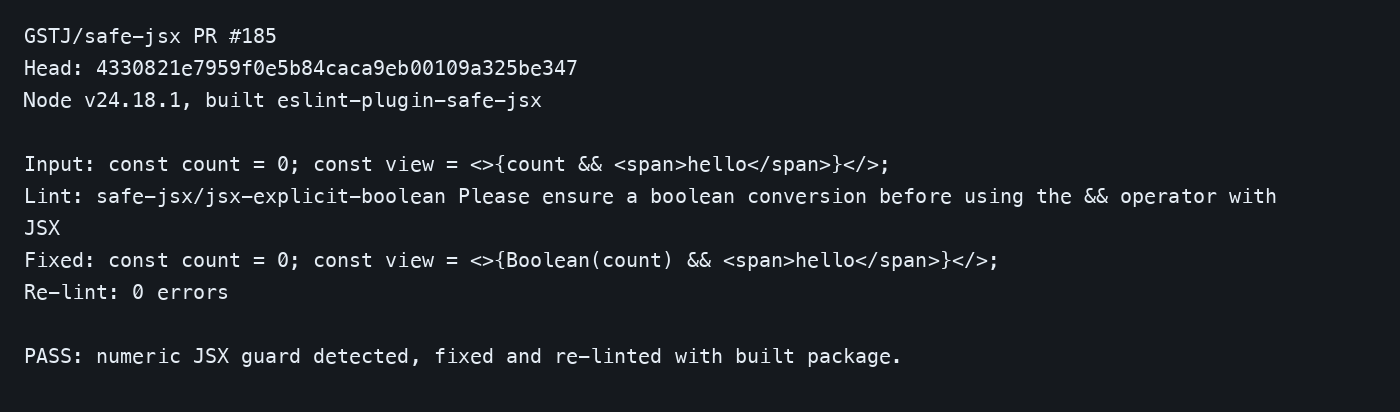 GSTJ/safe-jsx PR #185
Head: 4330821e7959f0e5b84caca9eb00109a325be347
Node v24.18.1, built eslint-plugin-safe-jsx
Input: const count = 0; const view = <>{count && <span>hello</span>}</>;
Lint: safe-jsx/jsx-explicit-boolean Please ensure a boolean conversion before using the && operator with
JSX
Fixed: const count = 0; const view = <>{Boolean(count) && <span>hello</span>}</>;
Re-lint: 0 errors
PASS: numeric JSX guard detected, fixed and re-linted with built package.